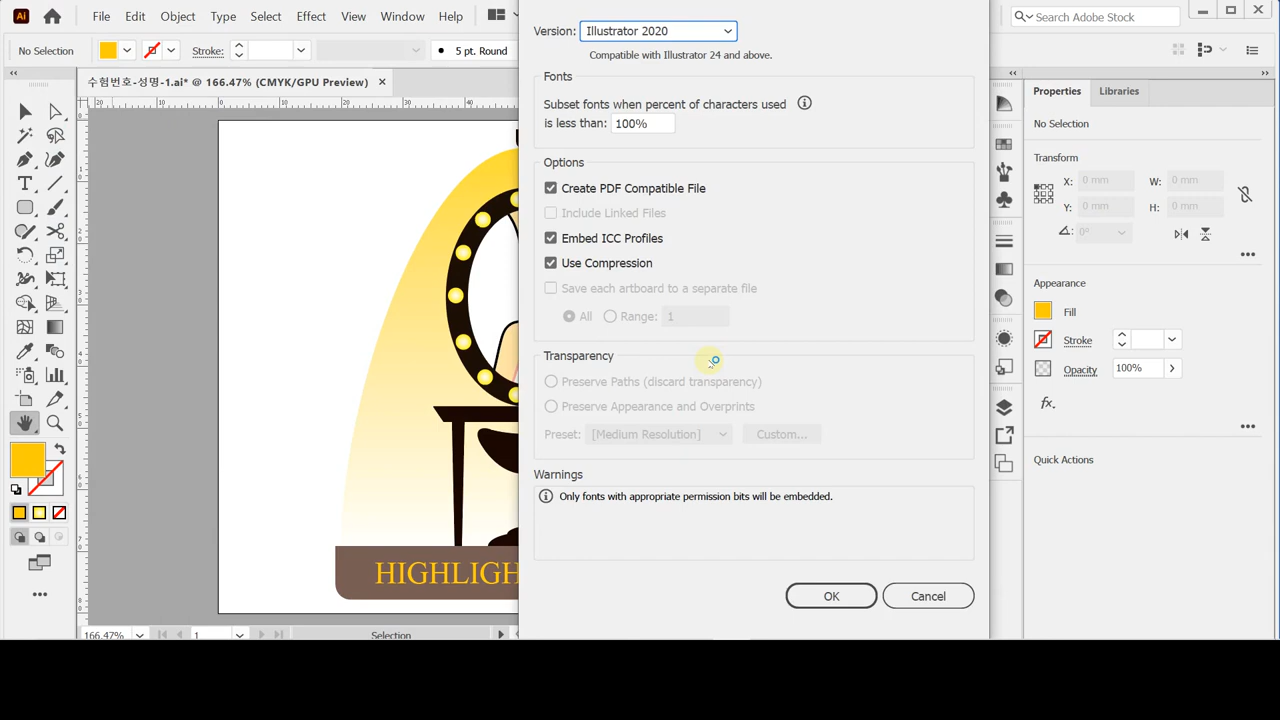 Ai File Edit Object Type Select Effect View Window Help
Search Adobe Stock
Version: Illustrator 2020
Compatible with Illustrator 24 and above.
No Selection Stroke: 5 pt. Round
수험번호-성명-1.ai* @ 166.47% (CMYK/GPU Preview)
Fonts
Subset fonts when percent of characters used
is less than: 100%
Options
Create PDF Compatible File
Include Linked Files
Embed ICC Profiles
Use Compression
Save each artboard to a separate file
All Range: 1
Transparency
Preserve Paths (discard transparency)
Preserve Appearance and Overprints
Preset: [Medium Resolution] Custom...
Warnings
Only fonts with appropriate permission bits will be embedded.
OK Cancel
HIGHLIGH
166.47% 1 Selection
Properties Libraries
No Selection
Transform
X: 0 mm W: 0 mm
Y: 0 mm H: 0 mm
0°
Appearance
Fill
Stroke
Opacity 100%
fx.
Quick Actions